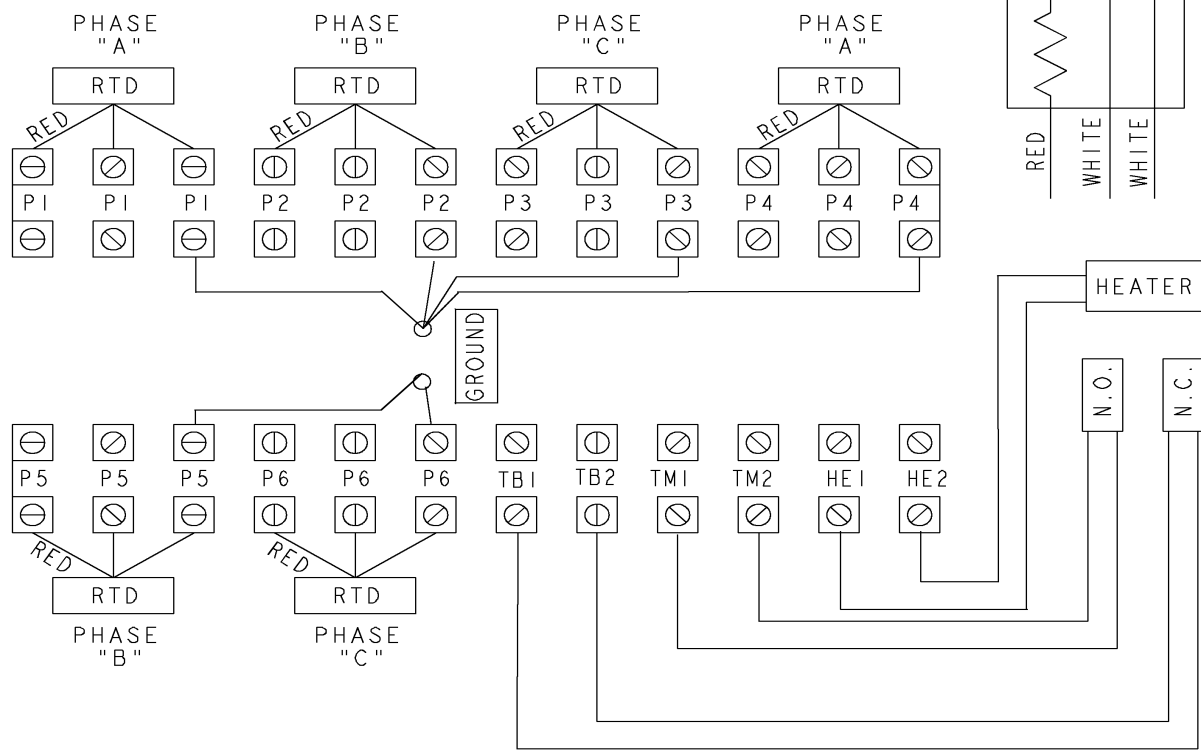 PHASE "A"
PHASE "B"
PHASE "C"
PHASE "A"
RTD
RTD
RTD
RTD
RED
RED
RED
RED
RED
WHITE
WHITE
P1 P1 P1 P2 P2 P2 P3 P3 P3 P4 P4 P4
HEATER
GROUND
N.O.
N.C.
P5 P5 P5 P6 P6 P6 TB1 TB2 TM1 TM2 HE1 HE2
RED
RED
RTD
RTD
PHASE "B"
PHASE "C"